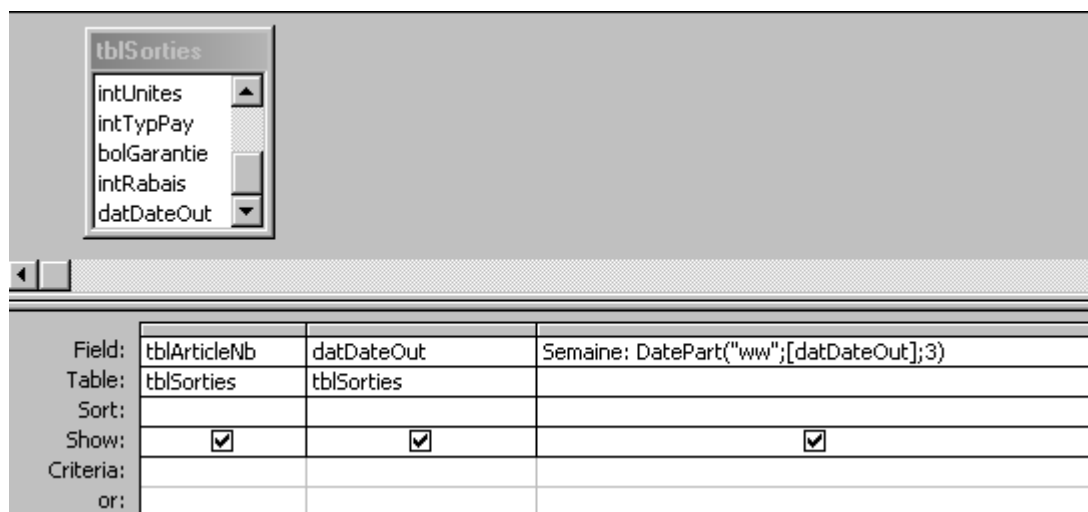 tblSorties
intUnites
intTypPay
bolGarantie
intRabais
datDateOut
Field: tblArticleNb datDateOut Semaine: DatePart("ww";[datDateOut];3)
Table: tblSorties tblSorties
Sort:
Show:
Criteria:
or: